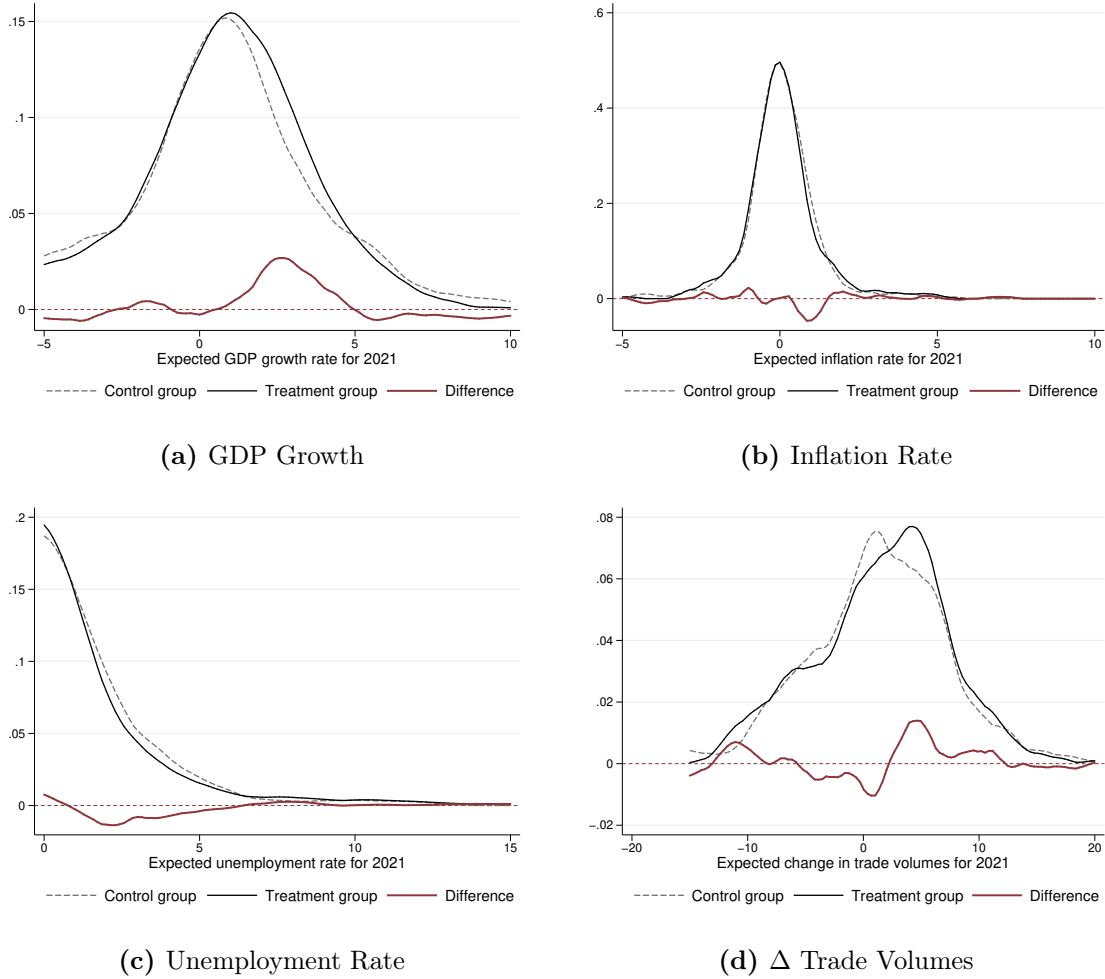 .15
.1
.05
0
−5 0 5 10
Expected GDP growth rate for 2021
Control group Treatment group Difference
(a) GDP Growth
.6
.4
.2
0
−5 0 5 10
Expected inflation rate for 2021
Control group Treatment group Difference
(b) Inflation Rate
.2
.15
.1
.05
0
0 5 10 15
Expected unemployment rate for 2021
Control group Treatment group Difference
(c) Unemployment Rate
.08
.06
.04
.02
0
−.02
−20 −10 0 10 20
Expected change in trade volumes for 2021
Control group Treatment group Difference
(d) Δ Trade Volumes